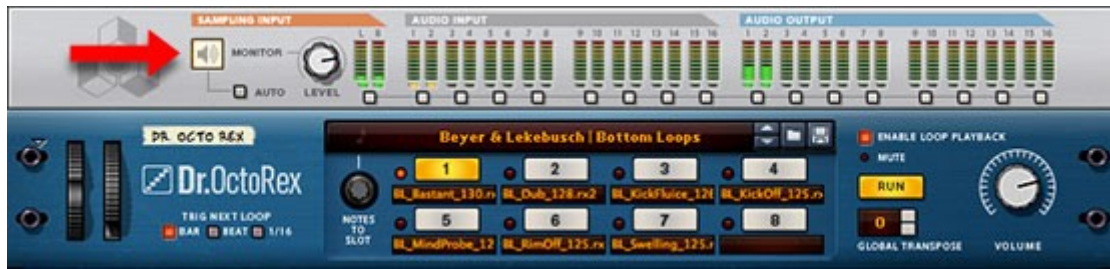 SAMPLING INPUT
AUDIO INPUT
AUDIO OUTPUT
L R 1 2 3 4 5 6 7 8 9 10 11 12 13 14 15 16 1 2 3 4 5 6 7 8 9 10 11 12 13 14 15 16
MONITOR
AUTO LEVEL
DR. OCTO REX
Beyer & Lekebusch | Bottom Loops
ENABLE LOOP PLAYBACK
MUTE
1 2 3 4
Dr.OctoRex
BL_Bastant_130.r BL_Dub_128.rx2 BL_KickFluice_128 BL_KickOff_125.r
RUN
NOTES TO SLOT
TRIG NEXT LOOP
BAR BEAT 1/16
5 6 7 8
BL_MindProbe_12 BL_RimOff_125.rx BL_Swelling_125.r
0
GLOBAL TRANSPOSE VOLUME